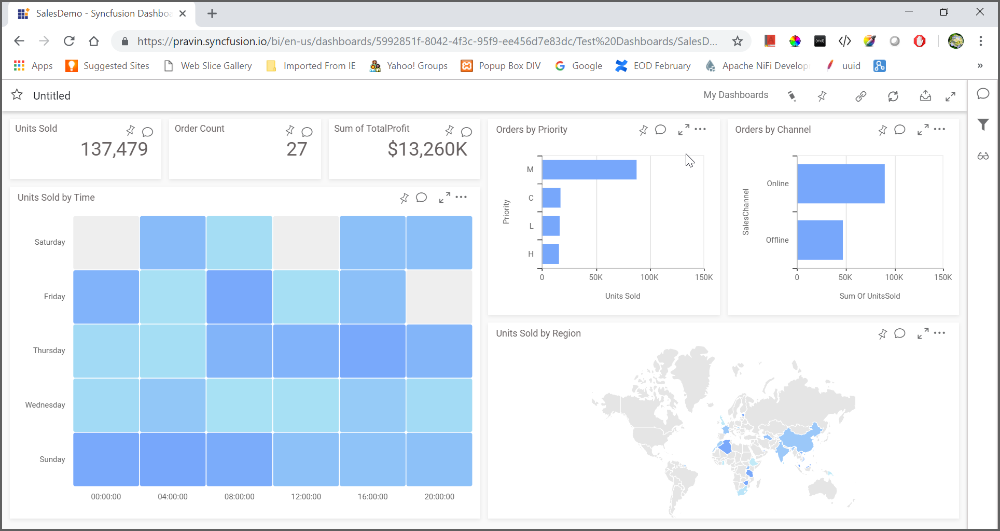 SalesDemo - Syncfusion Dashboa
https://pravin.syncfusion.io/bi/en-us/dashboards/5992851f-8042-4f3c-95f9-ee456d7e83dc/Test%20Dashboards/SalesD...
(md)
Apps
Suggested Sites
Web Slice Gallery
Imported From IE
Yahoo! Groups
Popup Box DIV
Google
EOD February
Apache NiFi Develop
uuid
»
Untitled
My Dashboards
Units Sold
137,479
Order Count
27
Sum of TotalProfit
$13,260K
Units Sold by Time
Saturday
Friday
Thursday
Wednesday
Sunday
00:00:00 04:00:00 08:00:00 12:00:00 16:00:00 20:00:00
Orders by Priority
Priority
M
C
L
H
0 50K 100K 150K
Units Sold
Orders by Channel
SalesChannel
Online
Offline
0 50K 100K 150K
Sum Of UnitsSold
Units Sold by Region